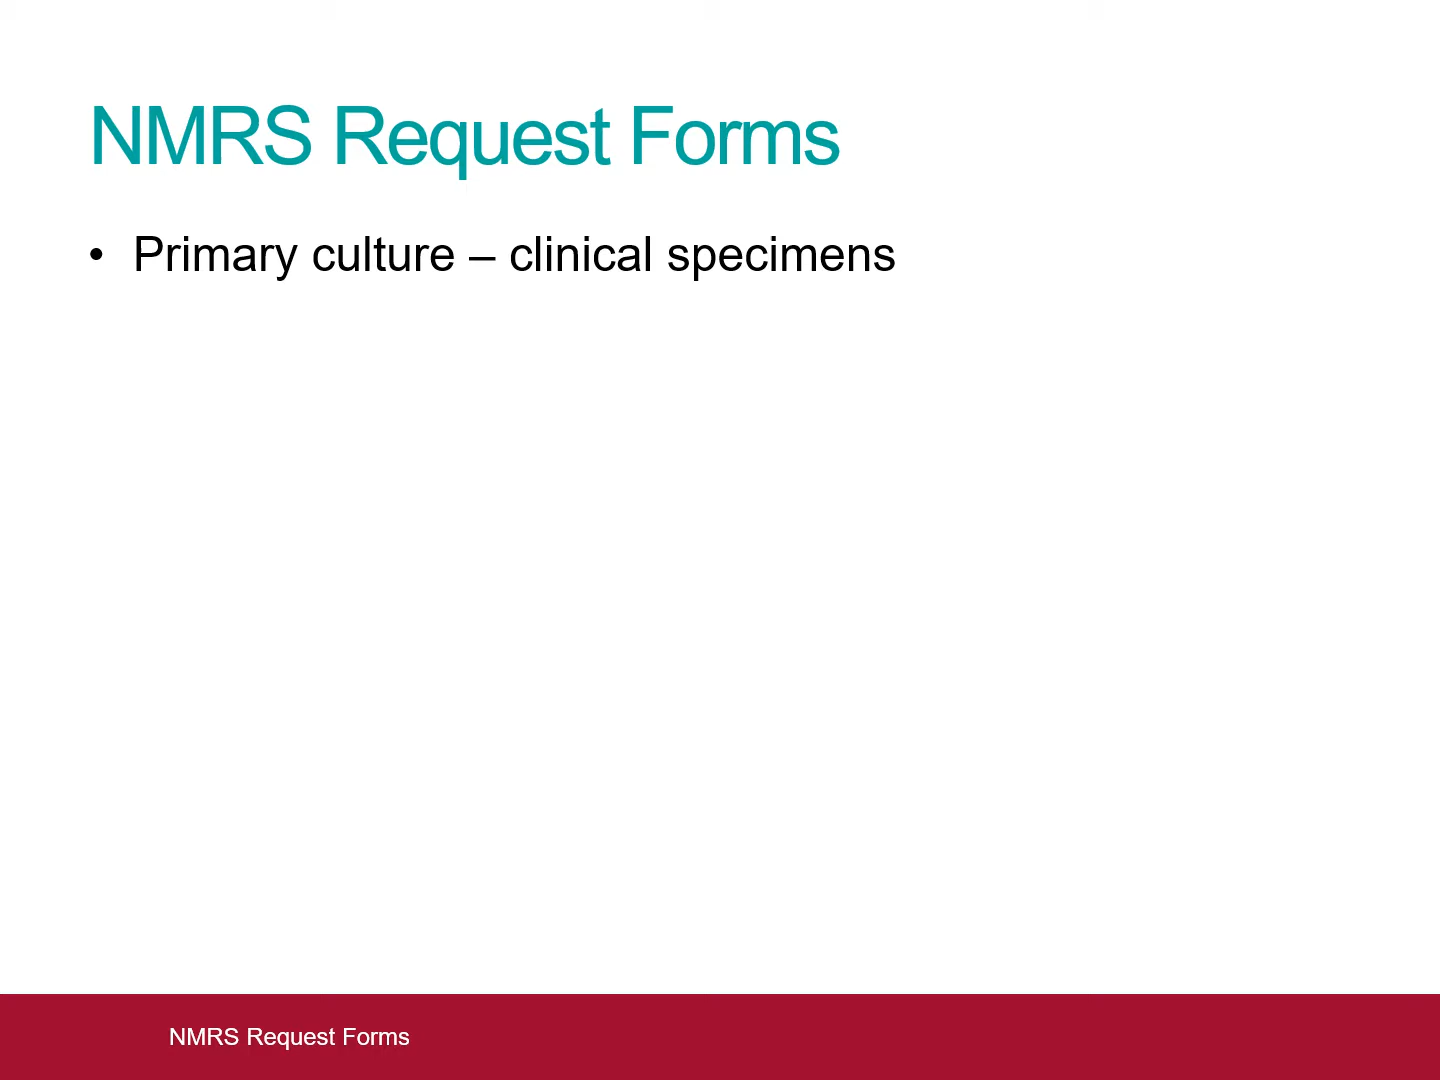 NMRS Request Forms
• Primary culture – clinical specimens
NMRS Request Forms